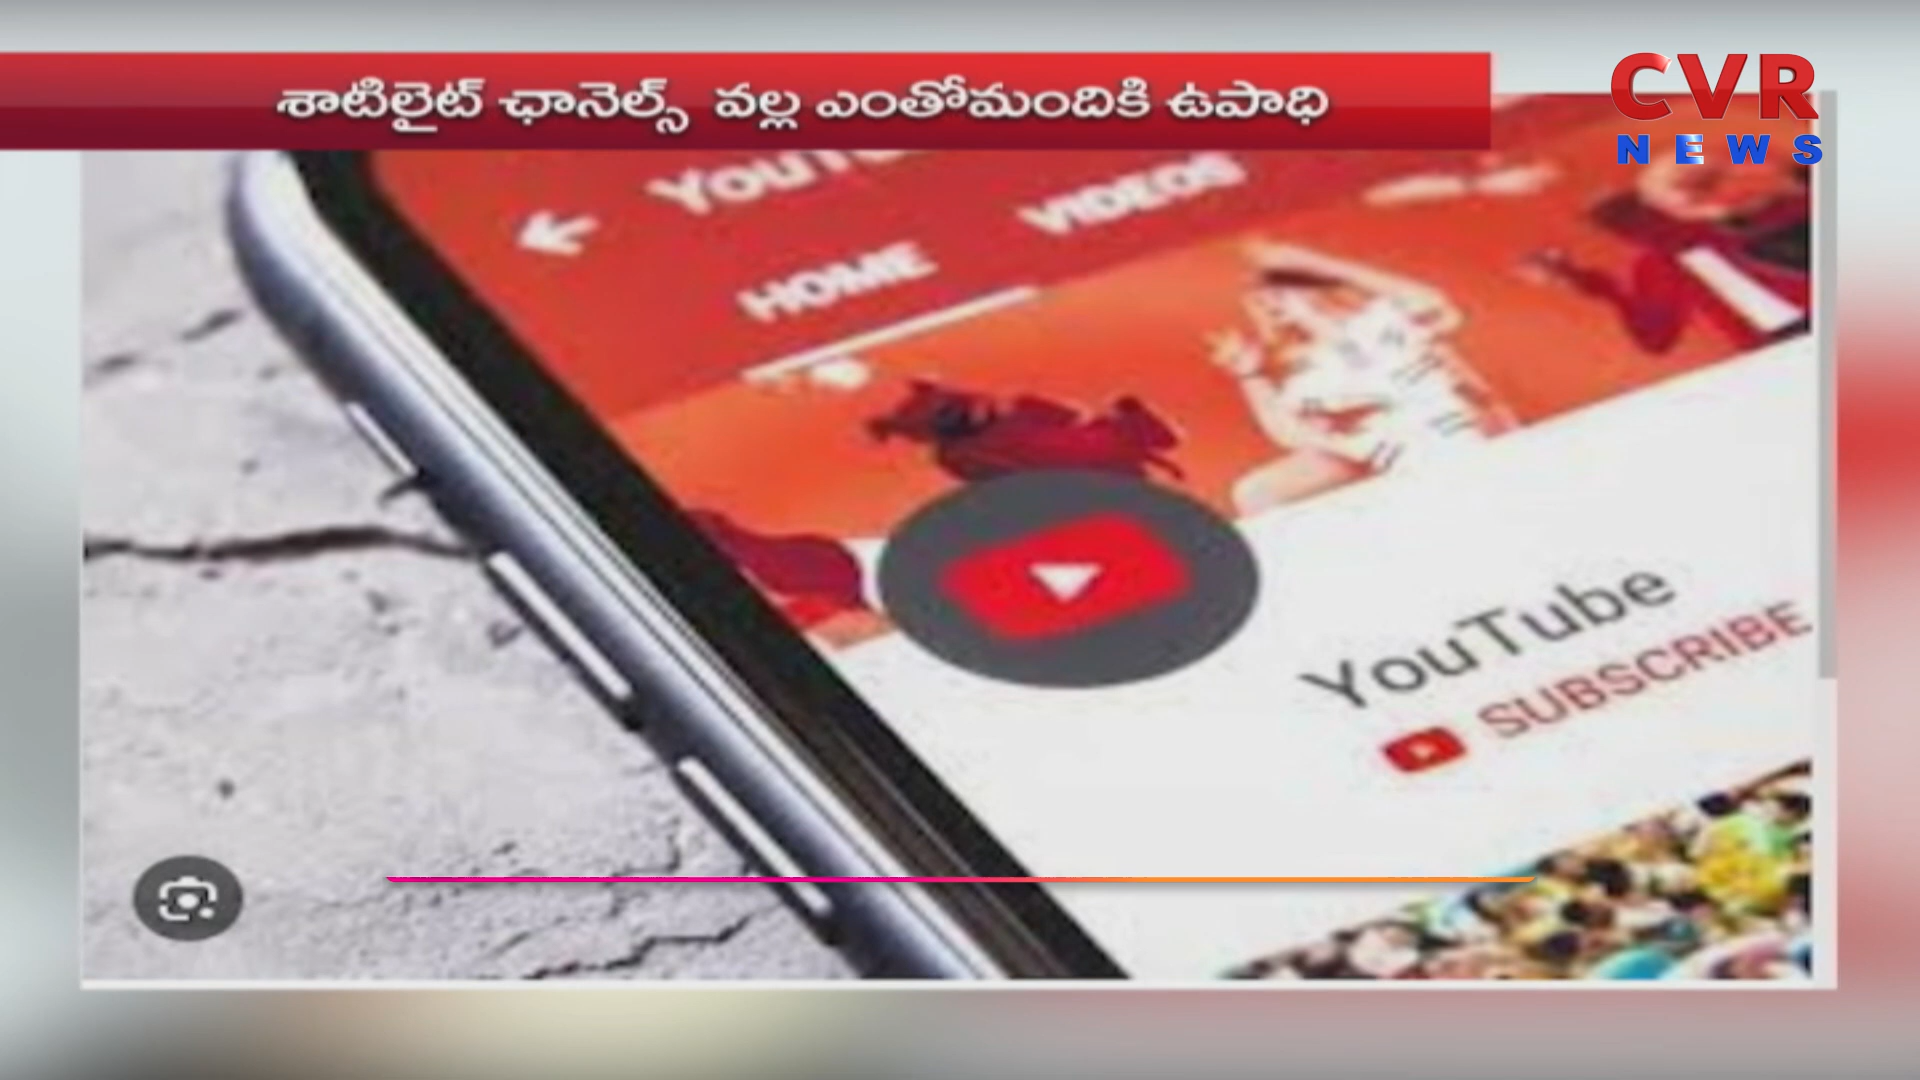 శాటిలైట్ ఛానెల్స్ వల్ల ఎంతోమందికి ఉపాధి
CVR
NEWS
VIDEOS
HOME
YouTube
SUBSCRIBE